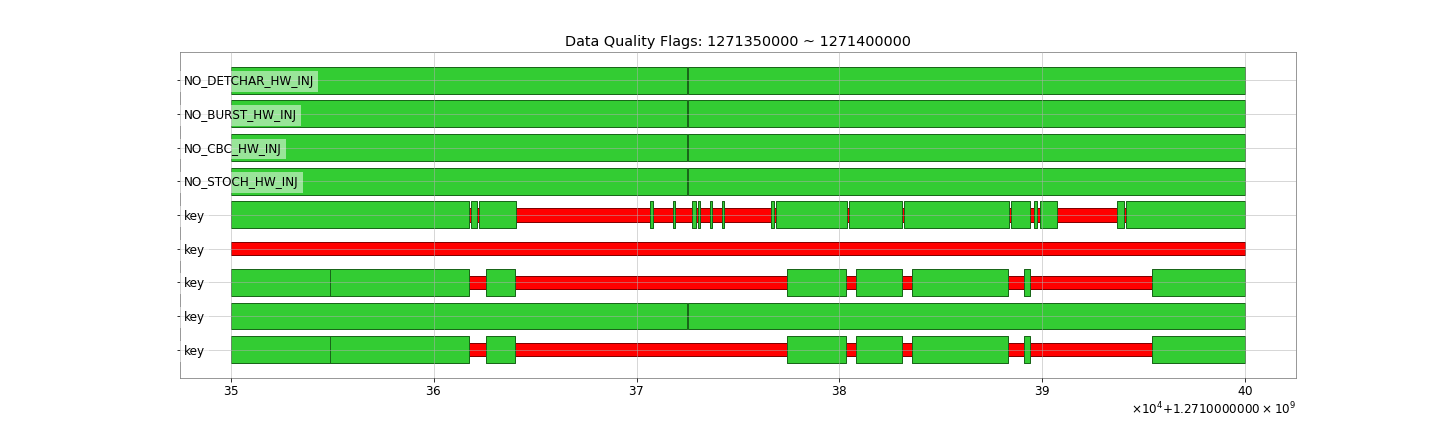 Data Quality Flags: 1271350000 ~ 1271400000
NO_DETCHAR_HW_INJ
NO_BURST_HW_INJ
NO_CBC_HW_INJ
NO_STOCH_HW_INJ
key
key
key
key
key
35 36 37 38 39 40
×10⁴+1.2710000000 × 10⁹